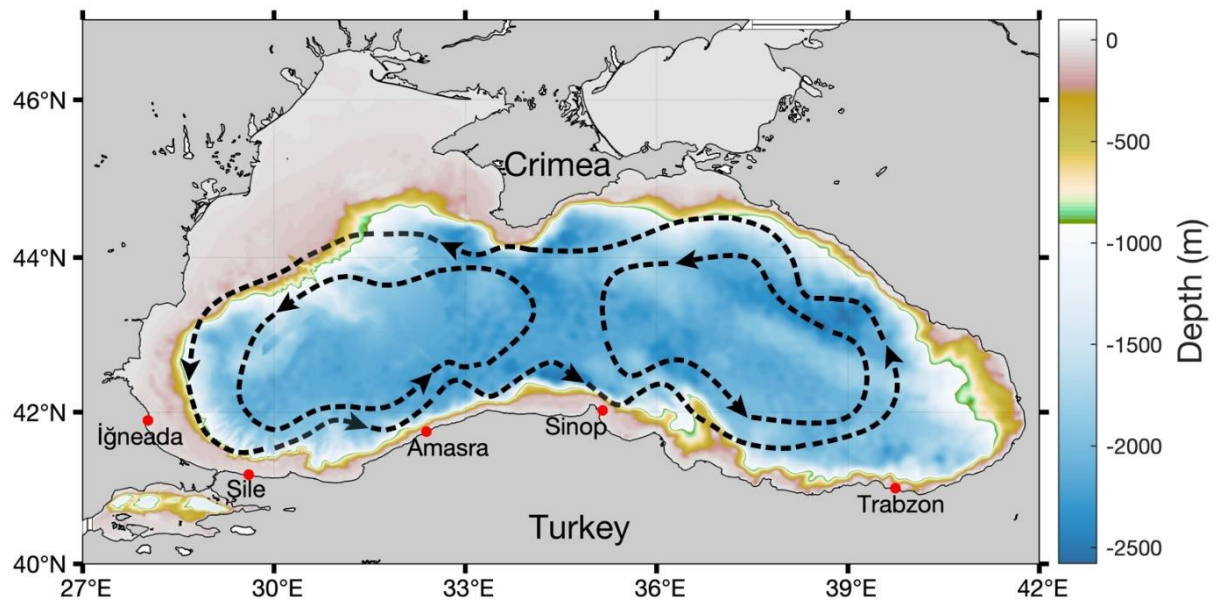 46°N
44°N
42°N
40°N
27°E
30°E
33°E
36°E
39°E
42°E
Crimea
İğneada
Şile
Amasra
Sinop
Trabzon
Turkey
0
-500
-1000
-1500
-2000
-2500
Depth (m)